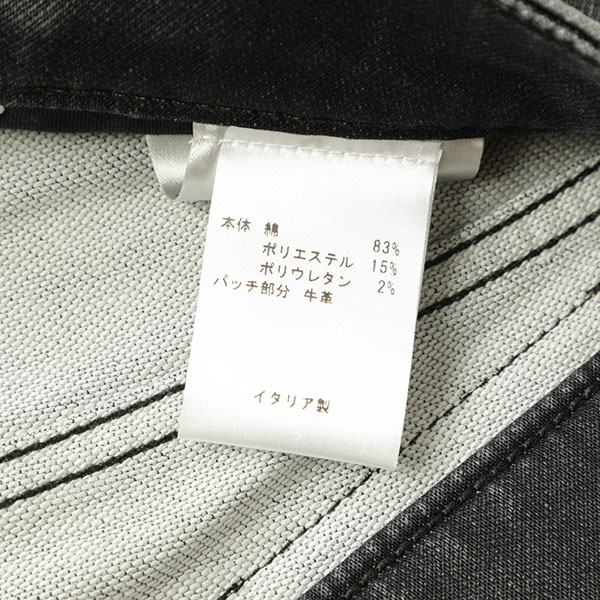 本体 綿 83%
ポリエステル 15%
ポリウレタン 2%
パッチ部分 牛革
イタリア製